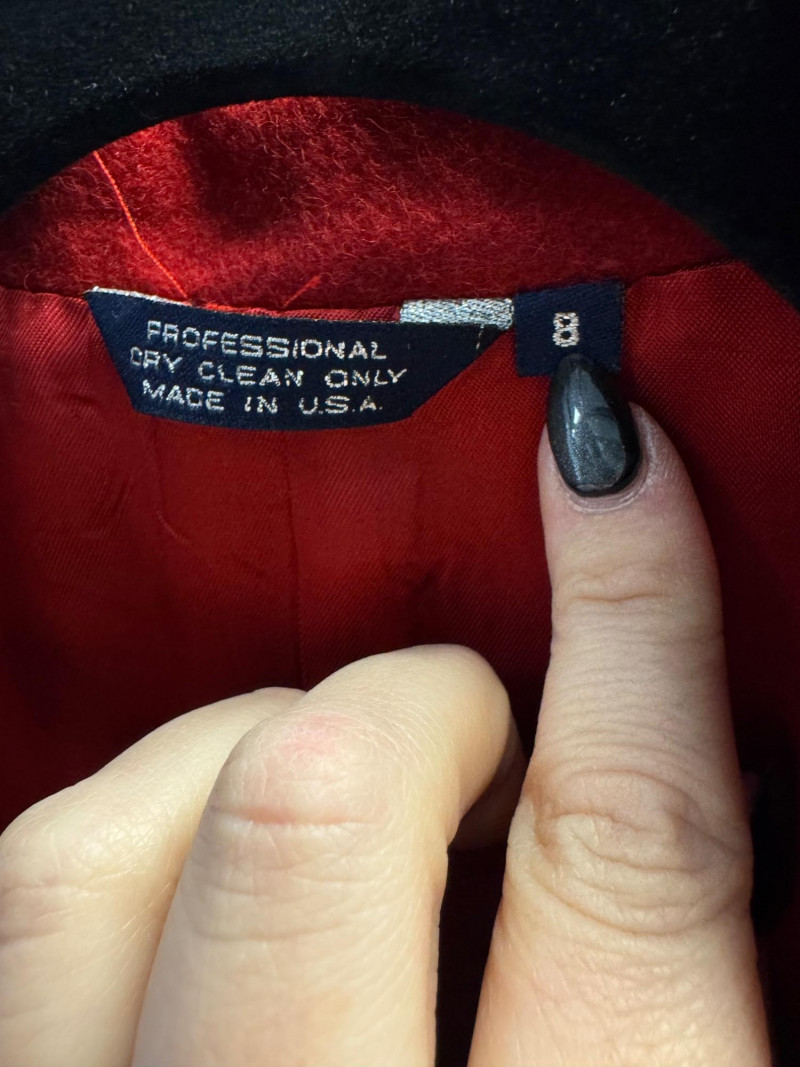 PROFESSIONAL
DRY CLEAN ONLY
MADE IN U.S.A.
8